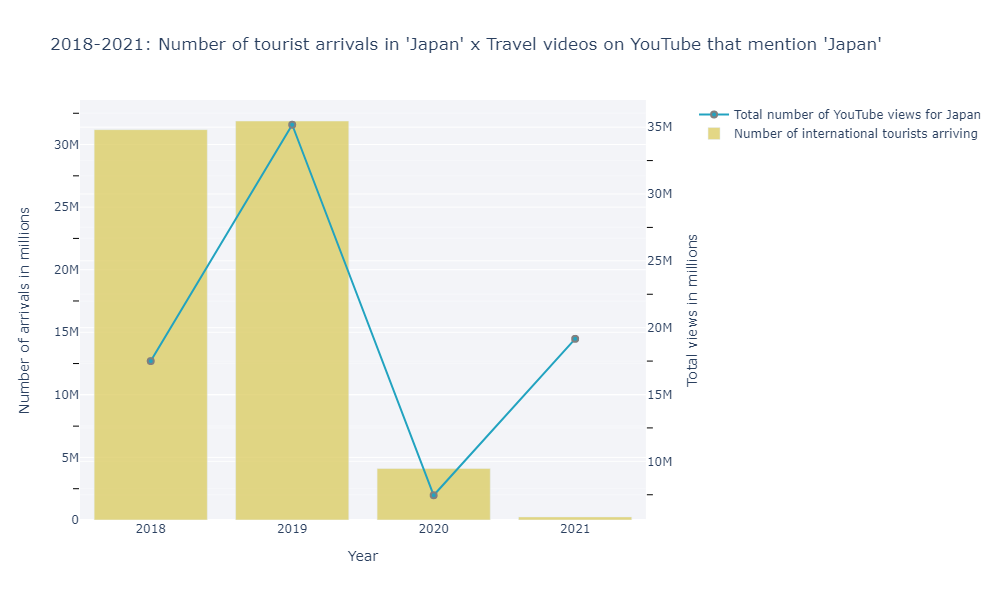 2018-2021: Number of tourist arrivals in 'Japan' x Travel videos on YouTube that mention 'Japan'
Total number of YouTube views for Japan
Number of international tourists arriving
Number of arrivals in millions
30M
25M
20M
15M
10M
5M
0
35M
30M
25M
20M
15M
10M
Total views in millions
2018 2019 2020 2021
Year